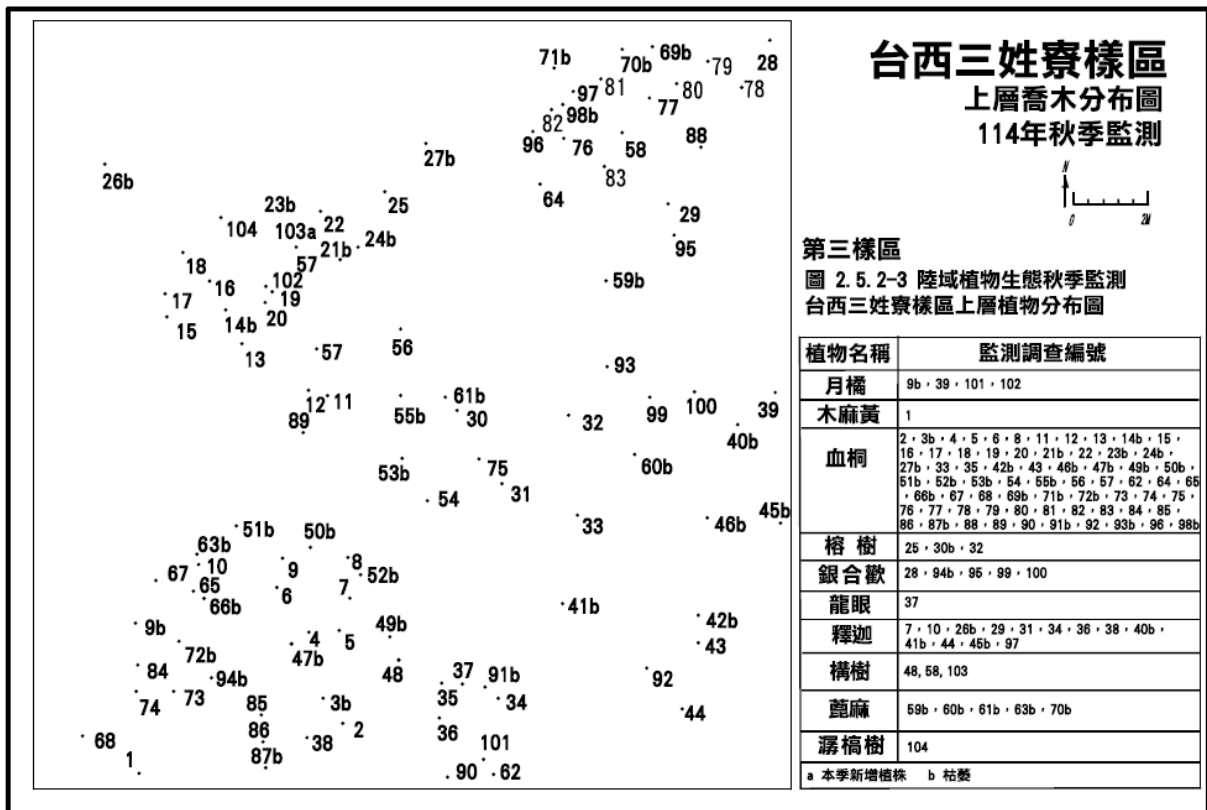 台西三姓寮樣區
上層喬木分布圖
114年秋季監測
N
0 2M
第三樣區
圖 2.5.2-3 陸域植物生態秋季監測
台西三姓寮樣區上層植物分布圖
植物名稱 監測調查編號
月橘 9b，39，101，102
木麻黃 1
血桐 2，3b，4，5，6，8，11，12，13，14b，15，
16，17，18，19，20，21b，22，23b，24b，
27b，33，35，42b，43，46b，47b，49b，50b，
51b，52b，53b，54，55b，56，57，62，64，65
，66b，67，68，69b，71b，72b，73，74，75，
76，77，78，79，80，81，82，83，84，85，
86，87b，88，89，90，91b，92，93b，96，98b
榕樹 25，30b，32
銀合歡 28，94b，95，99，100
龍眼 37
釋迦 7，10，26b，29，31，34，36，38，40b，
41b，44，45b，97
構樹 48, 58, 103
蓖麻 59b，60b，61b，63b，70b
潺槁樹 104
a 本季新增植株 b 枯萎
71b 70b 69b 79 28
97 81 80 78
82 98b 77
96 76 58 88
27b
26b 83
64
23b 25 29
104 103a 22
21b 24b 95
18 57
16 102 59b
17 19
14b 20
15
13 57 56
93
12 11 61b 100 39
89 55b 30 32 99
40b
53b 75 60b
54 31
51b 50b 33 46b 45b
63b
67 10 9 8
65 6 7 52b
66b
41b
9b 49b 42b
72b 4 5 43
47b
84 94b 48 37 91b 92
74 73 85 3b 35 34 44
86 2 36
68 38 101
1 87b 90 62